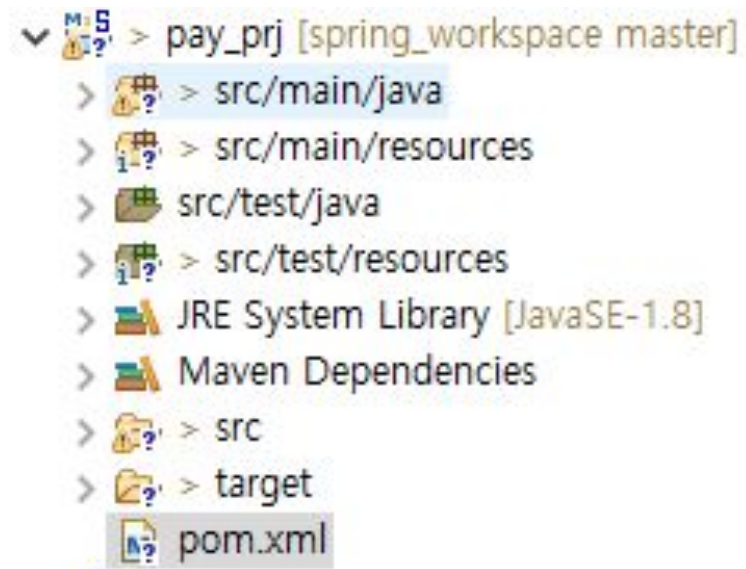 > pay_prj [spring_workspace master]
> src/main/java
> src/main/resources
src/test/java
> src/test/resources
JRE System Library [JavaSE-1.8]
Maven Dependencies
> src
> target
pom.xml